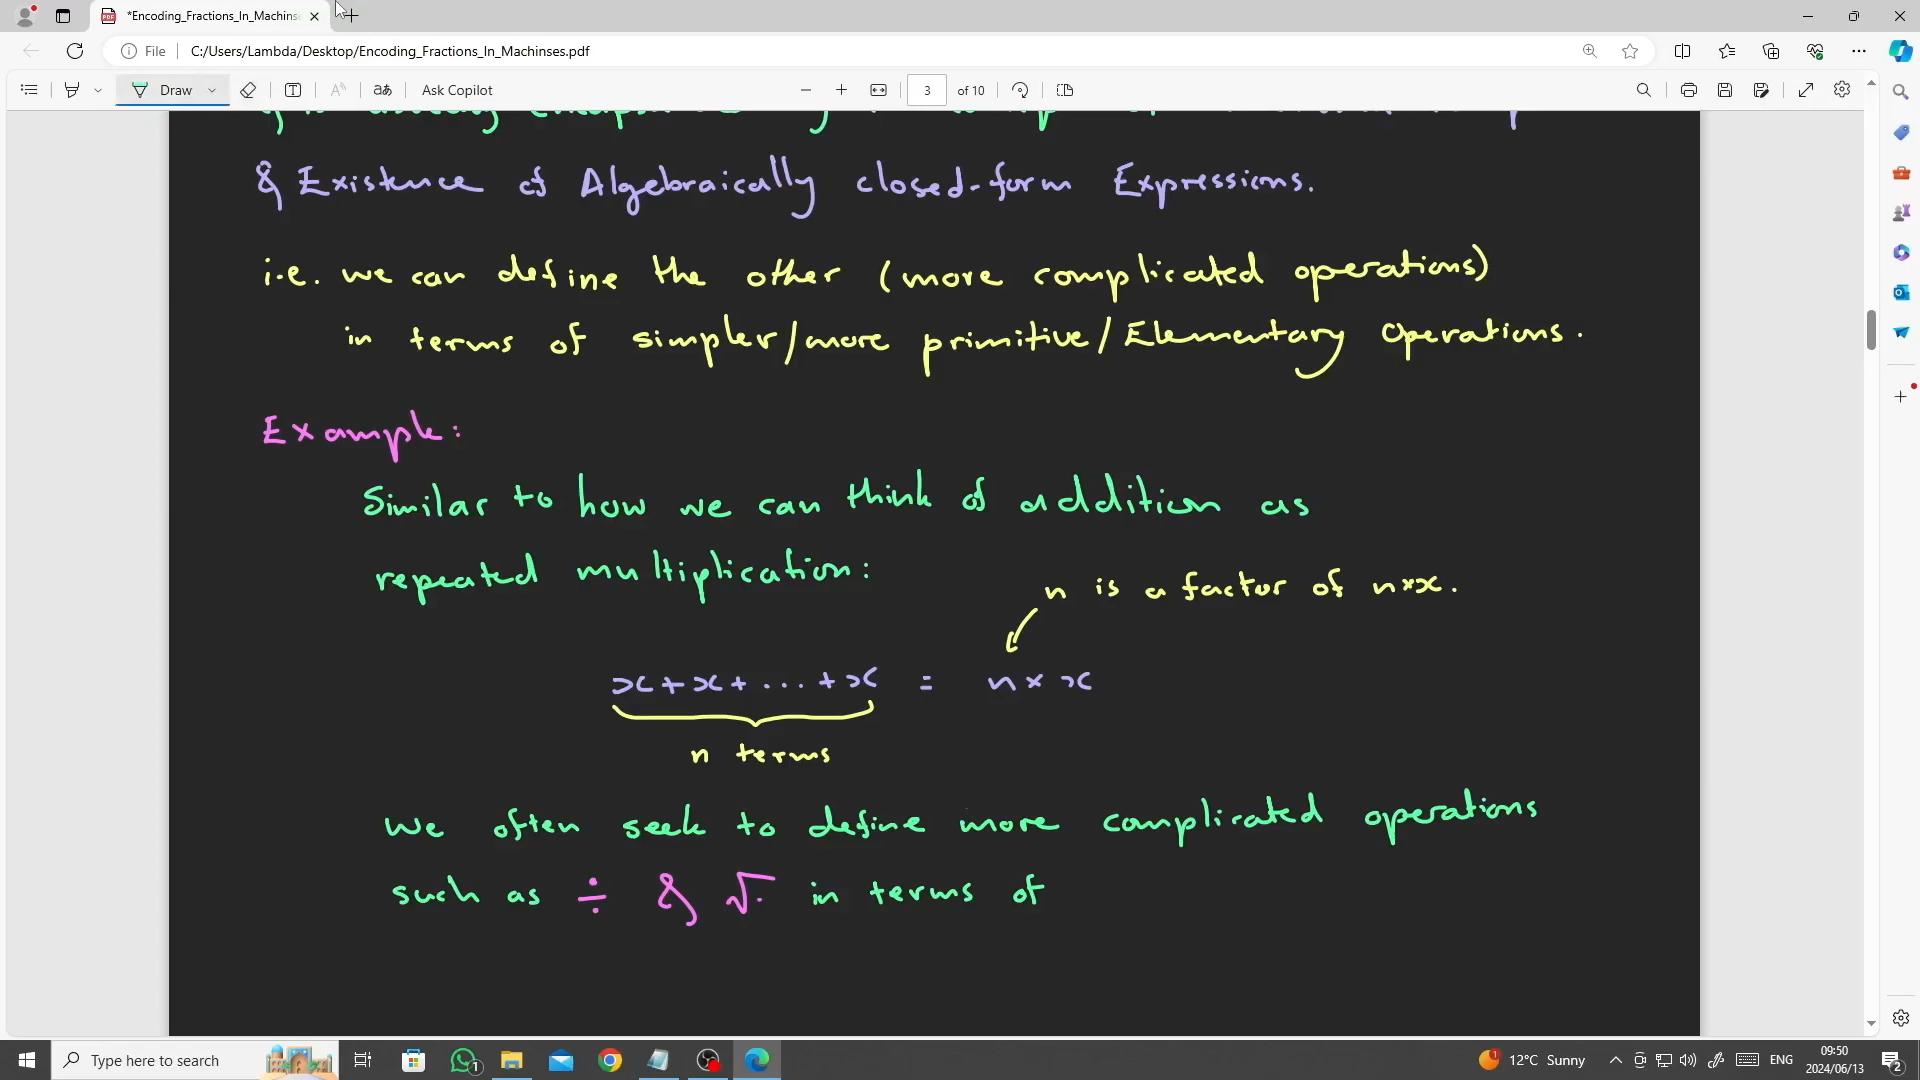 *Encoding_Fractions_In_Machins
File
C:/Users/Lambda/Desktop/Encoding_Fractions_In_Machinses.pdf
Draw
Ask Copilot
3 of 10
& Existence of Algebraically closed-form Expressions.
i.e. we can define the other (more complicated operations)
in terms of simpler/more primitive/Elementary Operations.
Example:
Similar to how we can think of addition as
repeated multiplication:
n is a factor of n×x.
x+x+...+x = n × x
n terms
We often seek to define more complicated operations
such as ÷ & √. in terms of
Type here to search
12°C Sunny
ENG
09:50
2024/06/13
2